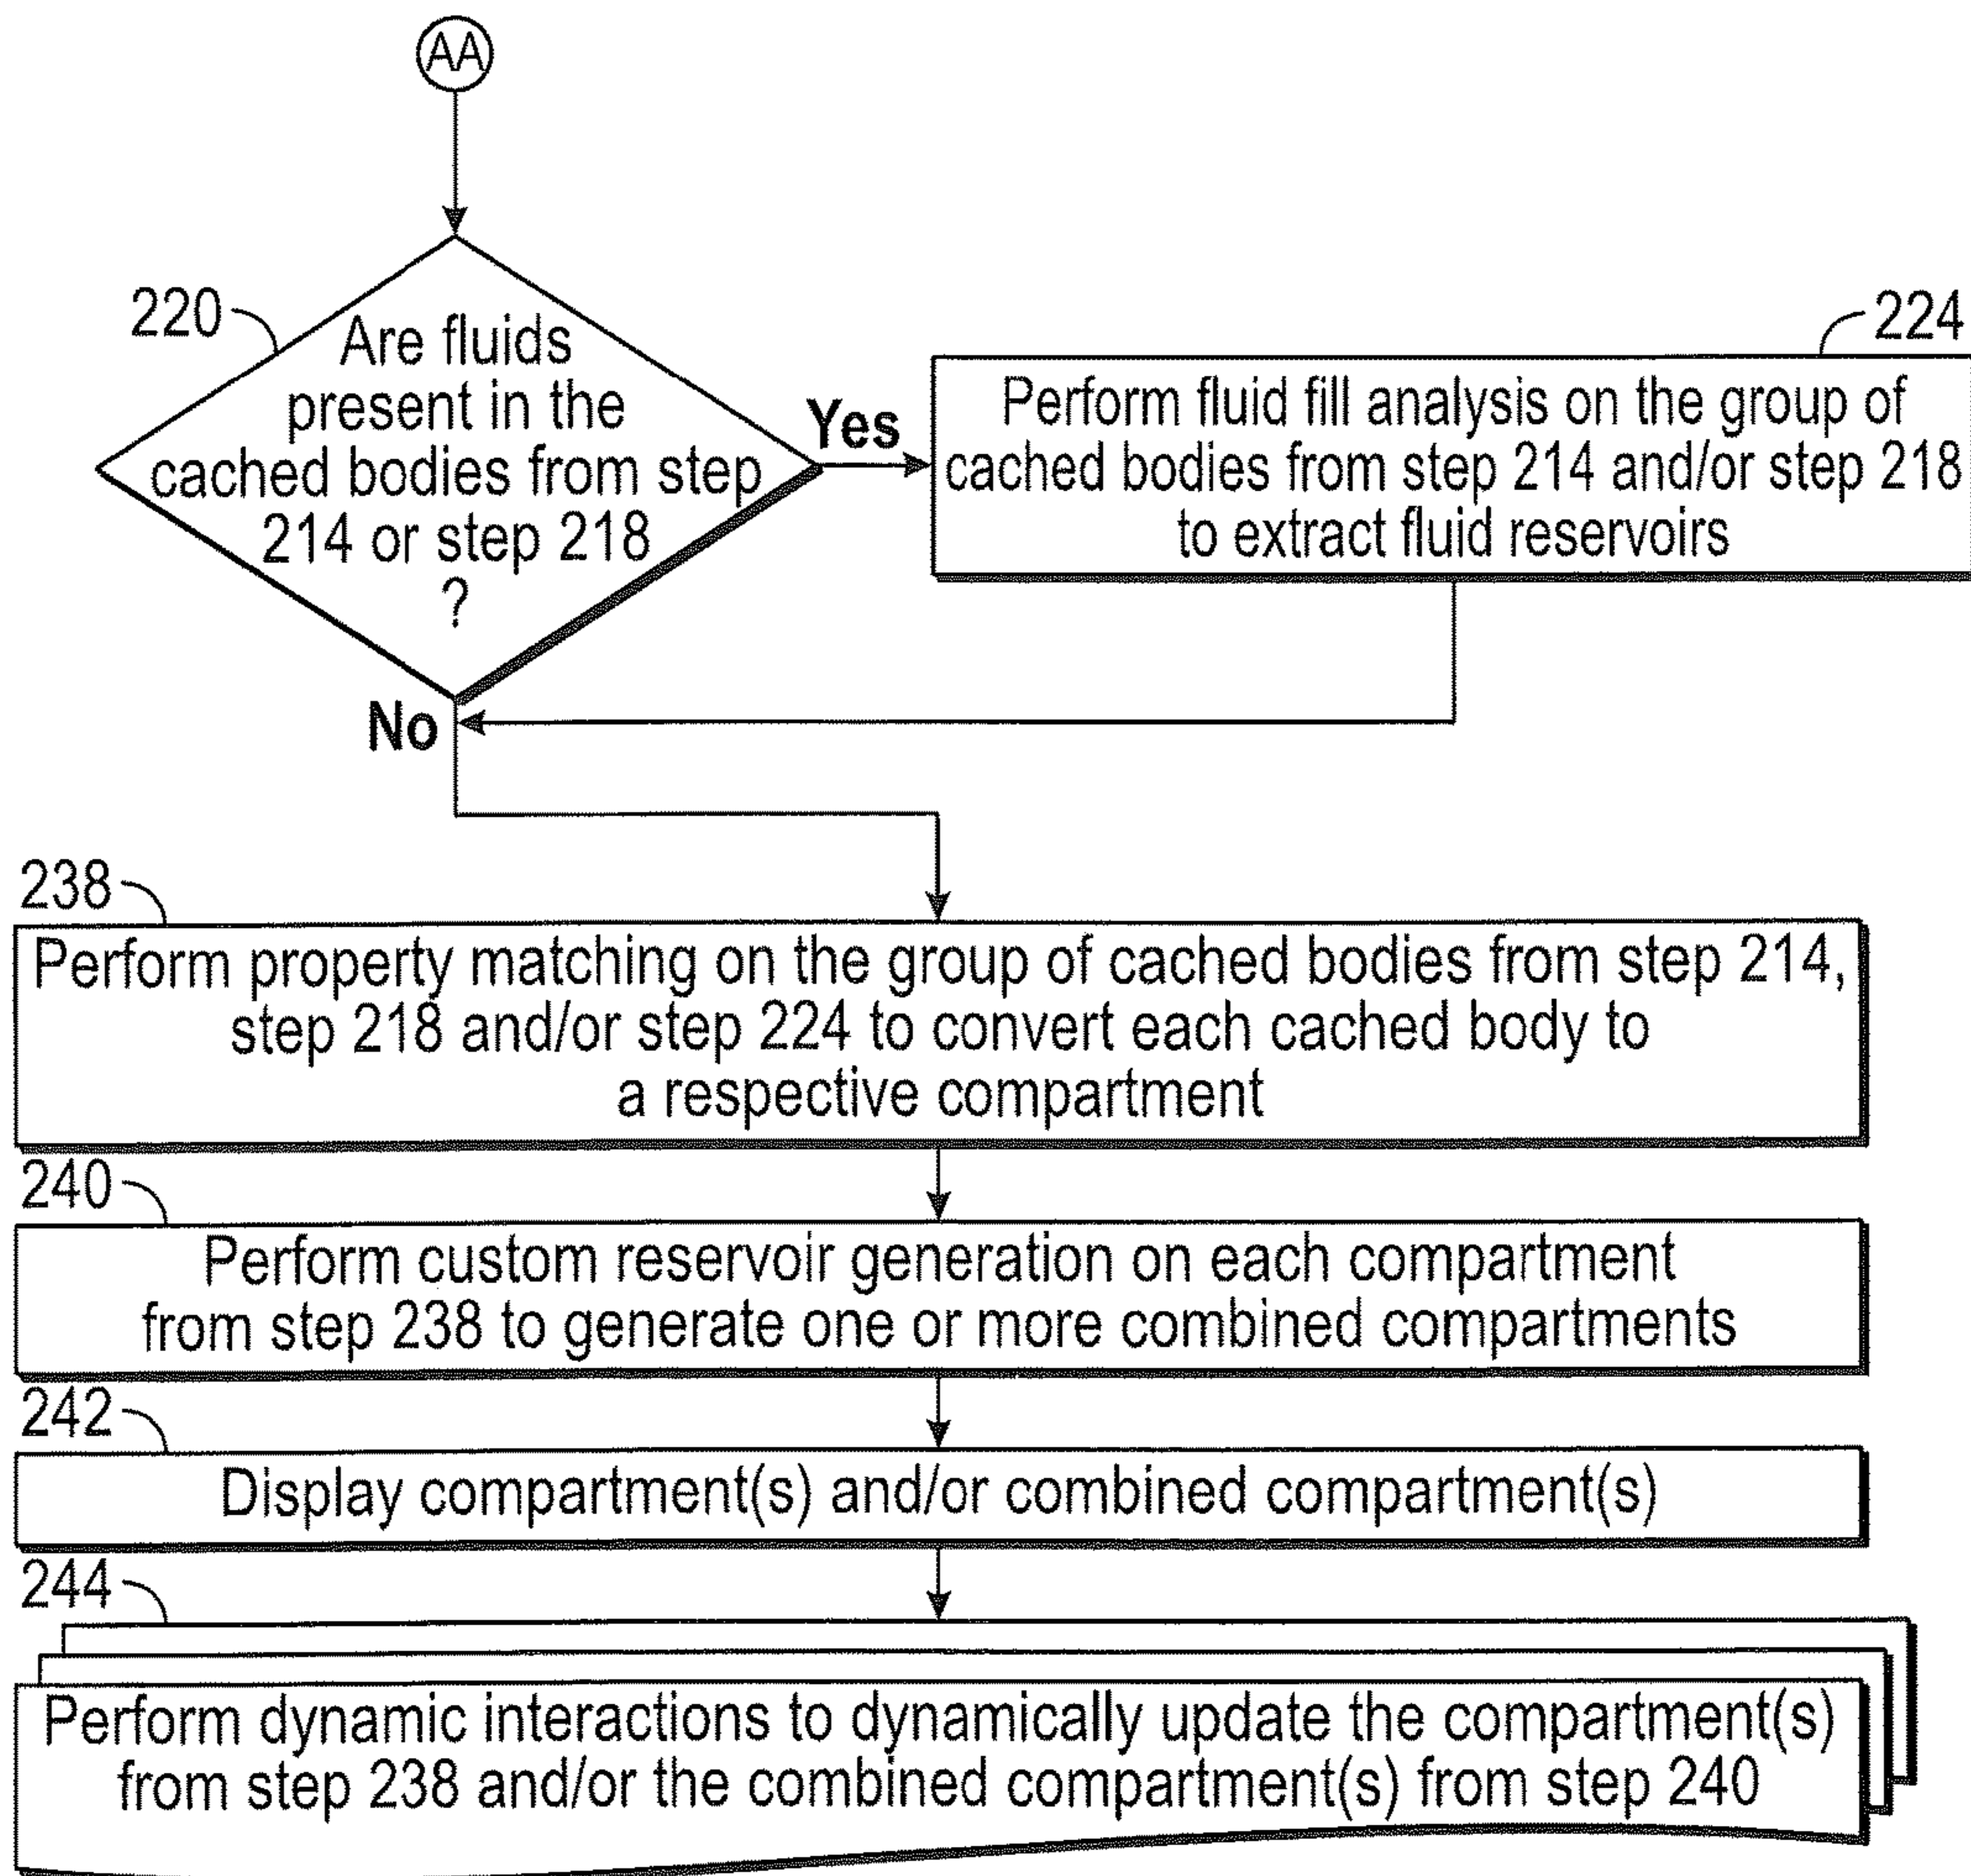 AA
220
Are fluids
present in the
cached bodies from step
214 or step 218
?
Yes
No
224
Perform fluid fill analysis on the group of
cached bodies from step 214 and/or step 218
to extract fluid reservoirs
238
Perform property matching on the group of cached bodies from step 214,
step 218 and/or step 224 to convert each cached body to
a respective compartment
240
Perform custom reservoir generation on each compartment
from step 238 to generate one or more combined compartments
242
Display compartment(s) and/or combined compartment(s)
244
Perform dynamic interactions to dynamically update the compartment(s)
from step 238 and/or the combined compartment(s) from step 240